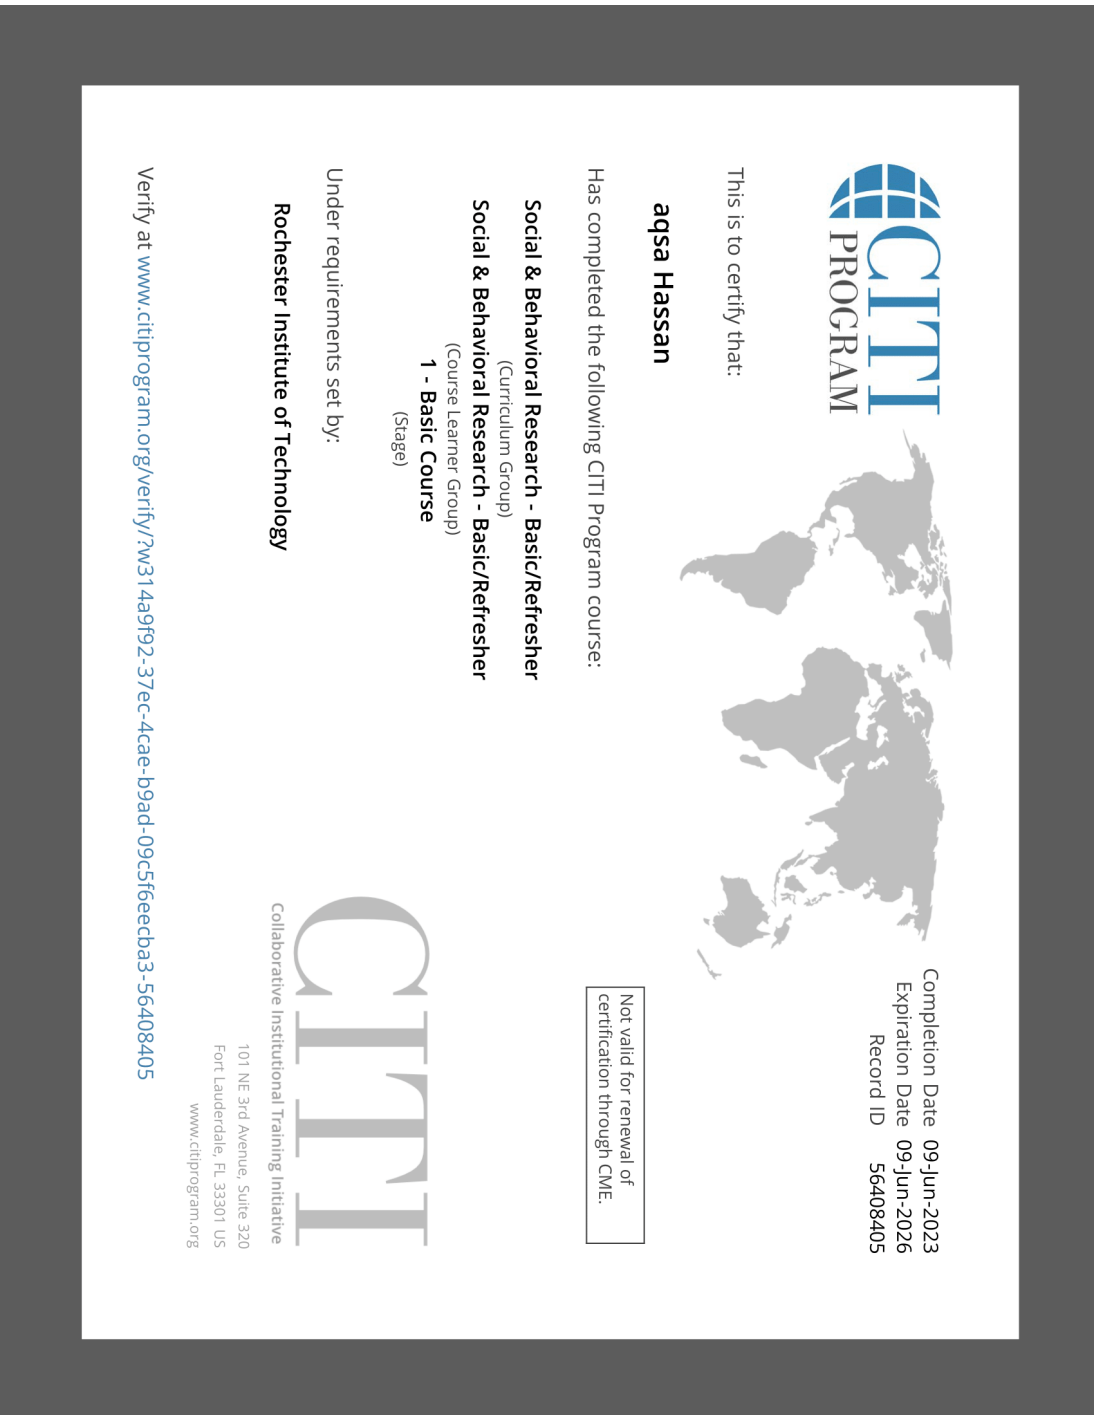 CITI
PROGRAM
Completion Date 09-Jun-2023
Expiration Date 09-Jun-2026
Record ID 56408405
This is to certify that:
aqsa Hassan
Has completed the following CITI Program course:
Not valid for renewal of
certification through CME.
Social & Behavioral Research - Basic/Refresher
(Curriculum Group)
Social & Behavioral Research - Basic/Refresher
(Course Learner Group)
1 - Basic Course
(Stage)
Under requirements set by:
Rochester Institute of Technology
CITI
Collaborative Institutional Training Initiative
101 NE 3rd Avenue, Suite 320
Fort Lauderdale, FL 33301 US
www.citiprogram.org
Verify at www.citiprogram.org/verify/?w314a9f92-37ec-4cae-b9ad-09c5f6eecba3-56408405